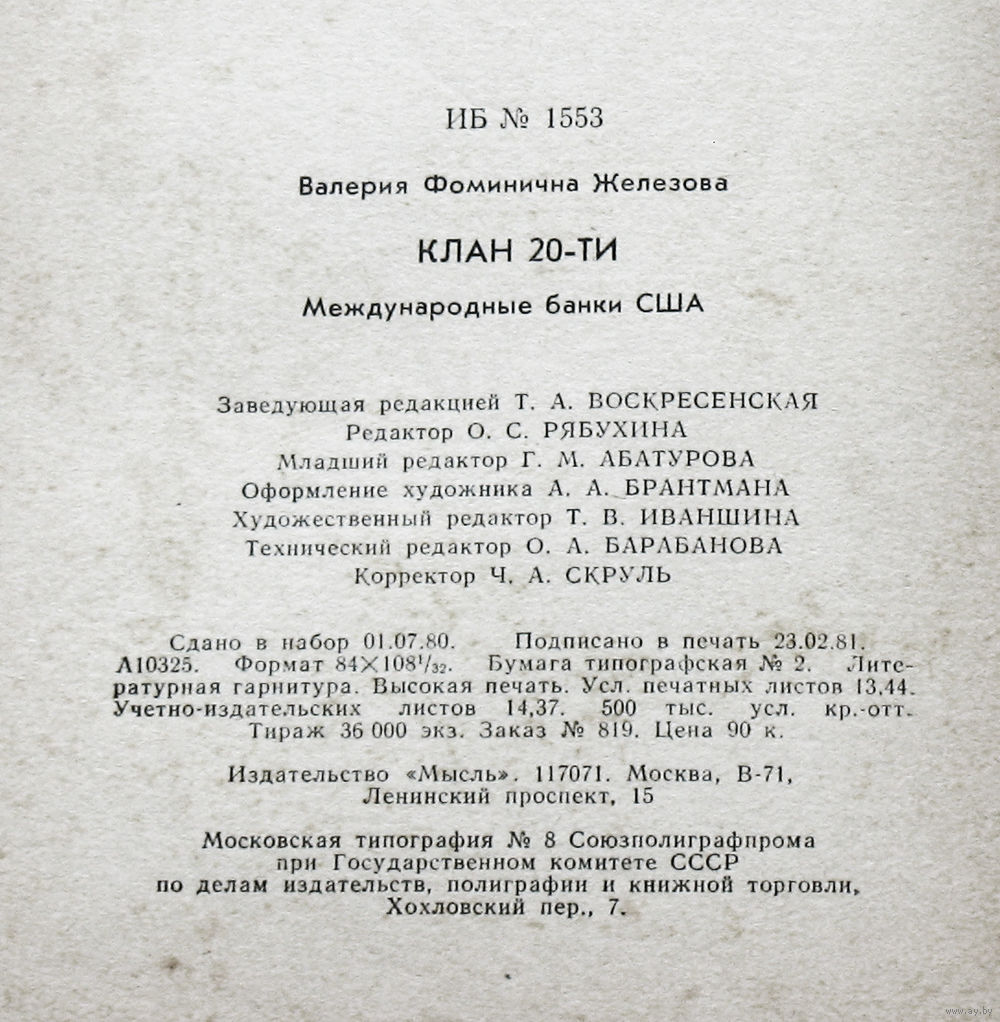 ИБ № 1553
Валерия Фоминична Железова
КЛАН 20-ТИ
Международные банки США
Заведующая редакцией Т. А. ВОСКРЕСЕНСКАЯ
Редактор О. С. РЯБУХИНА
Младший редактор Г. М. АБАТУРОВА
Оформление художника А. А. БРАНТМАНА
Художественный редактор Т. В. ИВАНШИНА
Технический редактор О. А. БАРАБАНОВА
Корректор Ч. А. СКРУЛЬ
Сдано в набор 01.07.80. Подписано в печать 23.02.81.
А10325. Формат 84×108¹/₃₂. Бумага типографская № 2. Лите-
ратурная гарнитура. Высокая печать. Усл. печатных листов 13,44.
Учетно-издательских листов 14,37. 500 тыс. усл. кр.-отт.
Тираж 36 000 экз. Заказ № 819. Цена 90 к.
Издательство «Мысль». 117071. Москва, В-71,
Ленинский проспект, 15
Московская типография № 8 Союзполиграфпрома
при Государственном комитете СССР
по делам издательств, полиграфии и книжной торговли,
Хохловский пер., 7.
www.ay.by